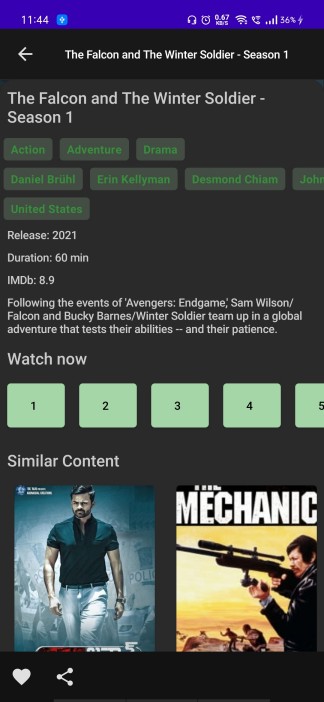 11:44
0.67
KB/S
36%
The Falcon and The Winter Soldier - Season 1
The Falcon and The Winter Soldier -
Season 1
Action Adventure Drama
Daniel Brühl Erin Kellyman Desmond Chiam John
United States
Release: 2021
Duration: 60 min
IMDb: 8.9
Following the events of 'Avengers: Endgame,' Sam Wilson/
Falcon and Bucky Barnes/Winter Soldier team up in a global
adventure that tests their abilities -- and their patience.
Watch now
1 2 3 4 5
Similar Content
THE
MECHANIC